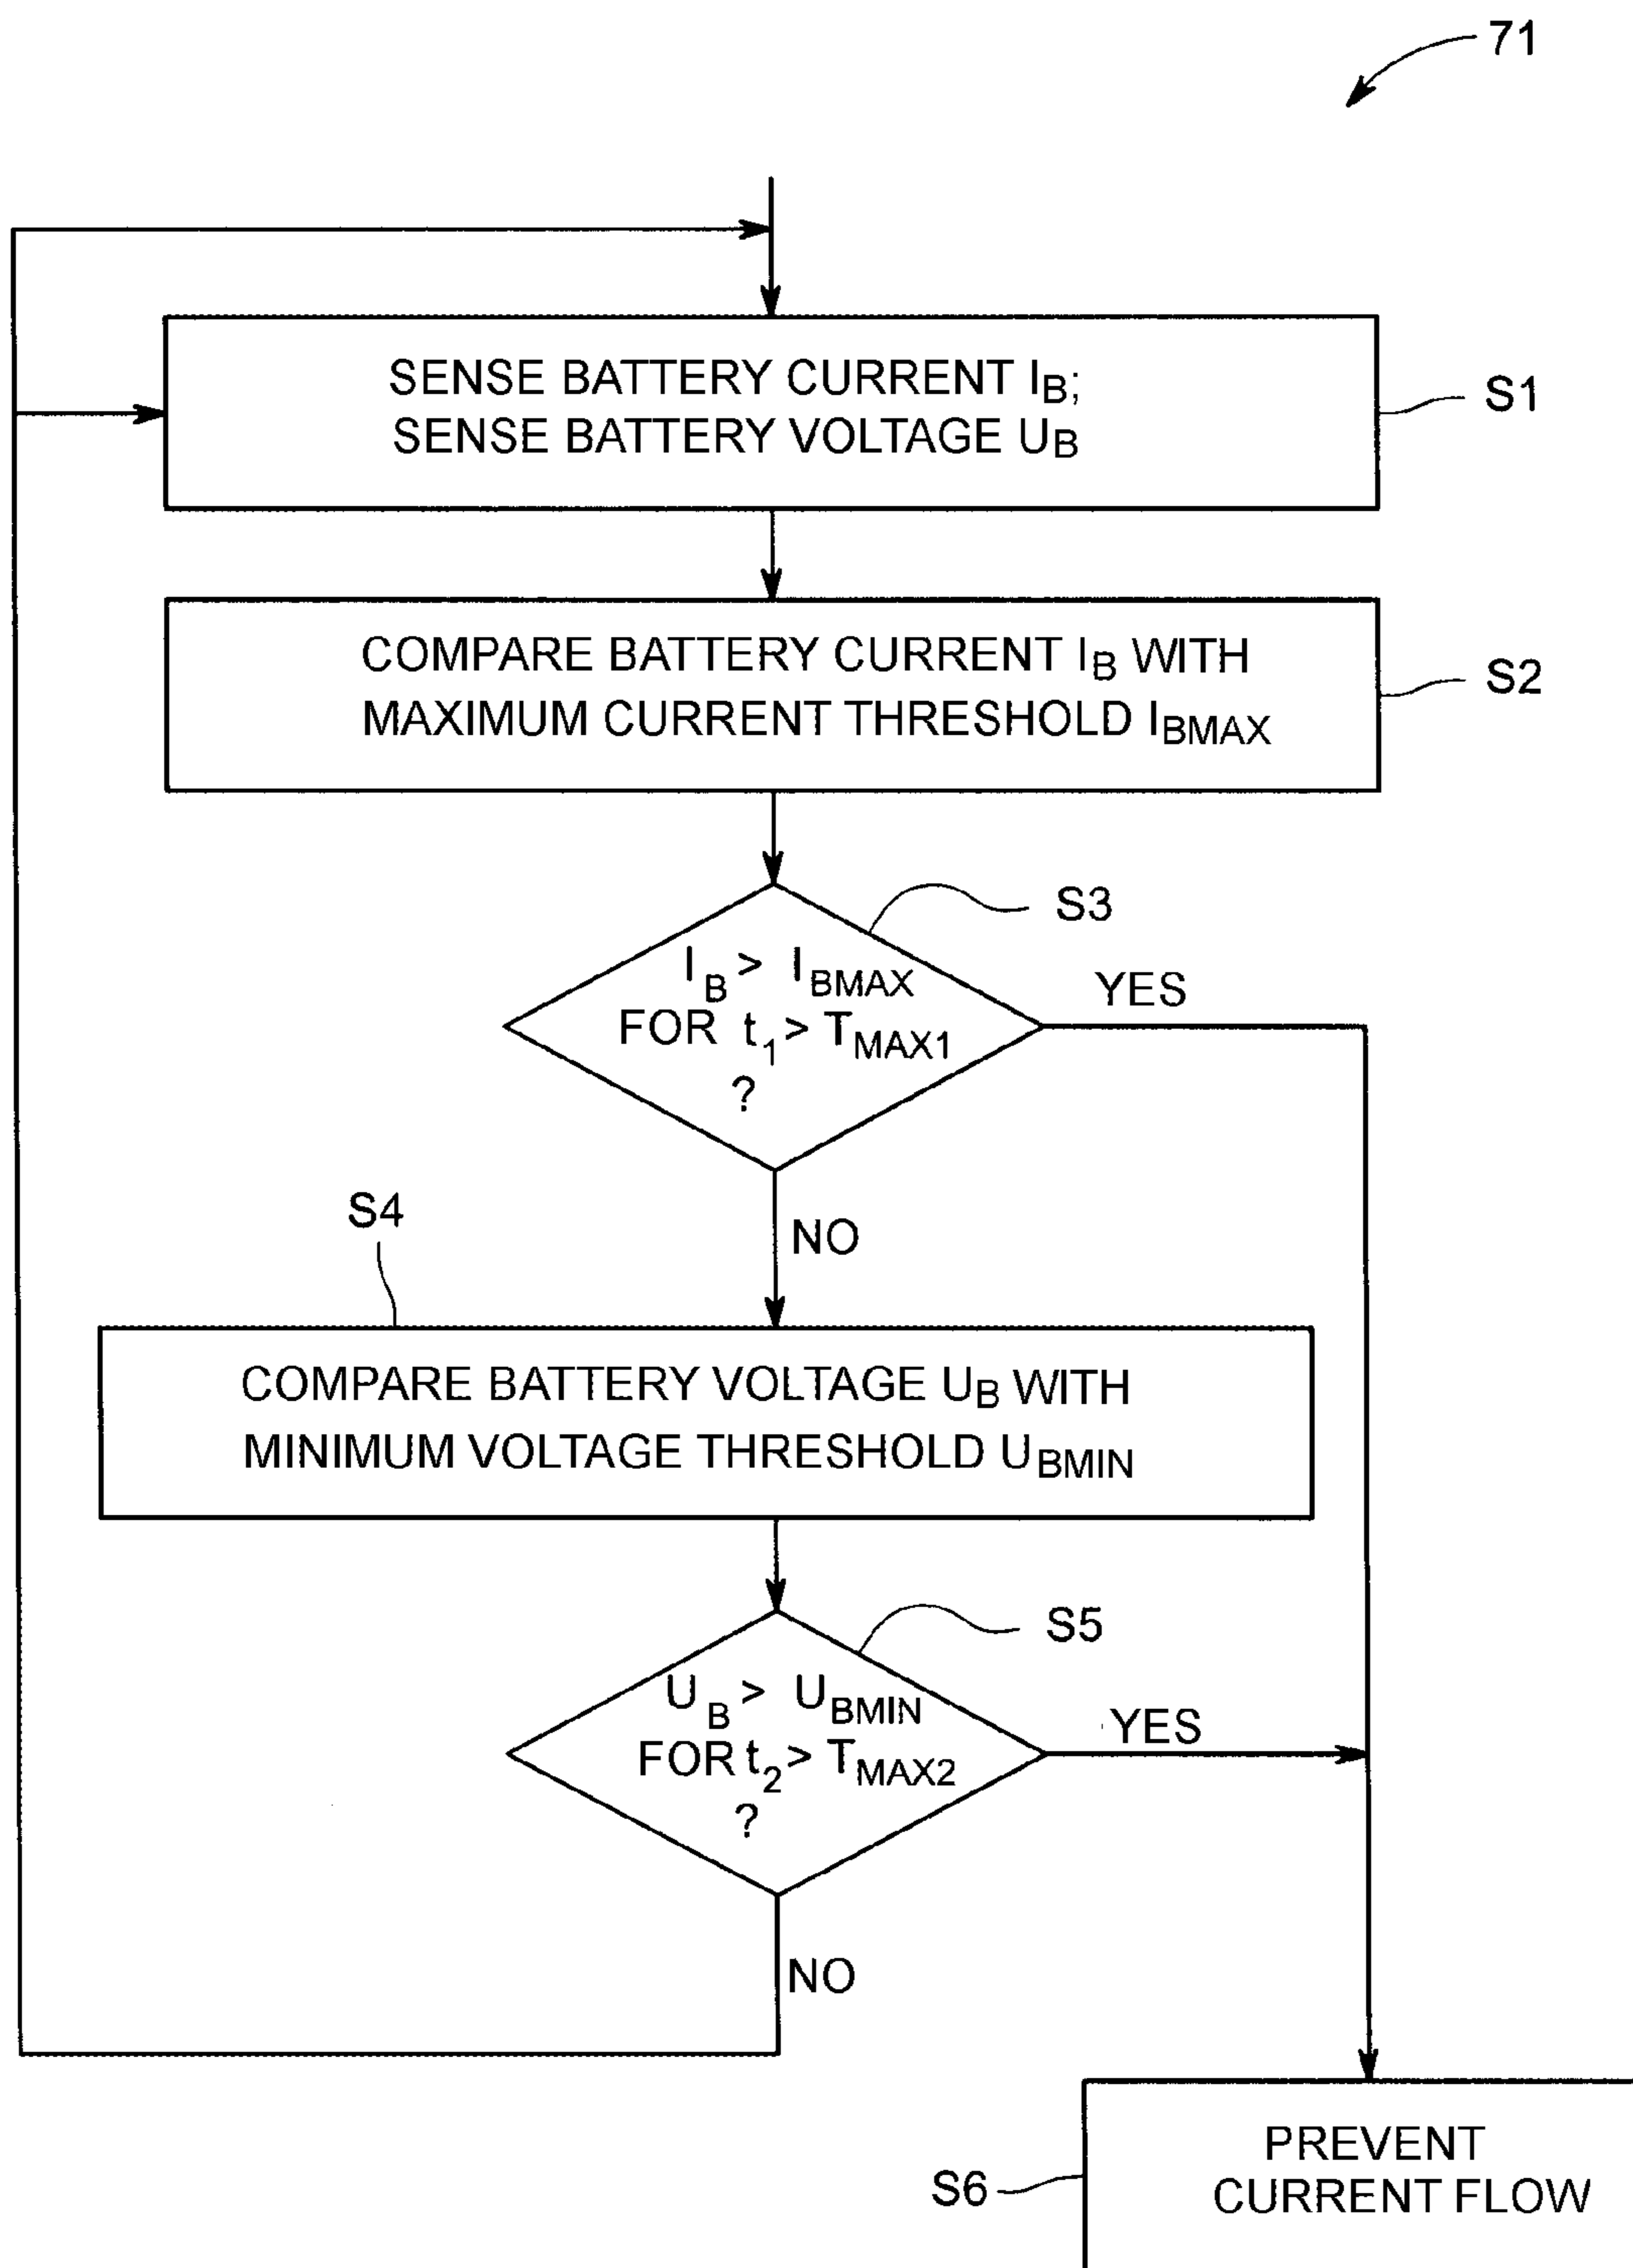 71
SENSE BATTERY CURRENT IB;
SENSE BATTERY VOLTAGE UB
S1
COMPARE BATTERY CURRENT IB WITH
MAXIMUM CURRENT THRESHOLD IBMAX
S2
S3
IB > IBMAX
FOR t1 > TMAX1
?
YES
NO
S4
COMPARE BATTERY VOLTAGE UB WITH
MINIMUM VOLTAGE THRESHOLD UBMIN
S5
UB > UBMIN
FOR t2 > TMAX2
?
YES
NO
S6
PREVENT
CURRENT FLOW